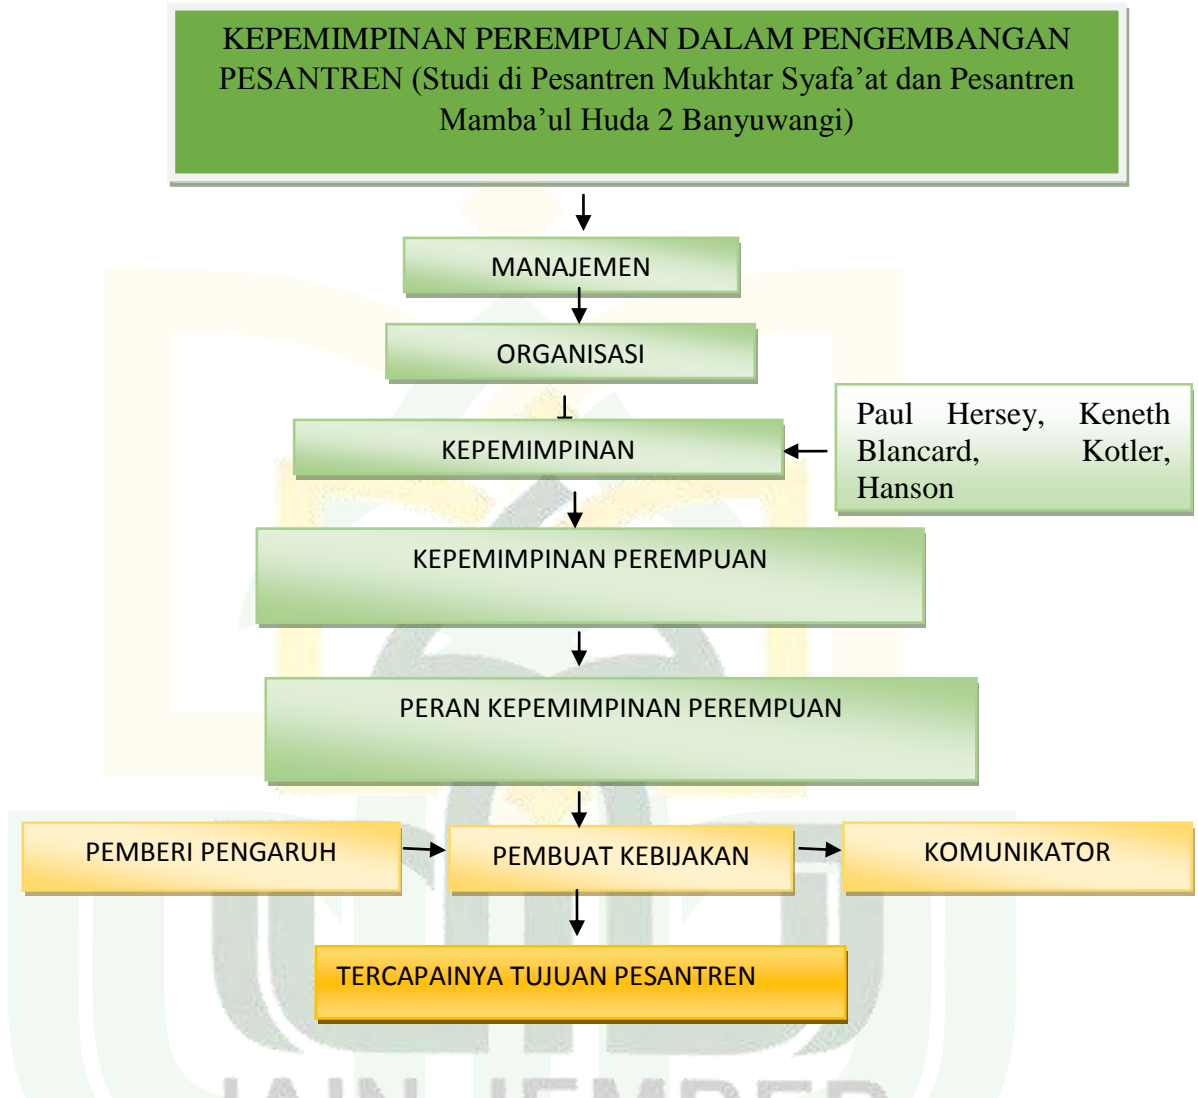 KEPEMIMPINAN PEREMPUAN DALAM PENGEMBANGAN
PESANTREN (Studi di Pesantren Mukhtar Syafa’at dan Pesantren
Mamba’ul Huda 2 Banyuwangi)
MANAJEMEN
ORGANISASI
KEPEMIMPINAN
Paul Hersey, Keneth
Blancard, Kotler,
Hanson
KEPEMIMPINAN PEREMPUAN
PERAN KEPEMIMPINAN PEREMPUAN
PEMBERI PENGARUH
PEMBUAT KEBIJAKAN
KOMUNIKATOR
TERCAPAINYA TUJUAN PESANTREN
IAIN JEMBER